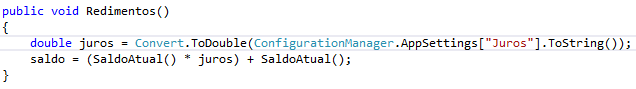 public void Redimentos()
{
    double juros = Convert.ToDouble(ConfigurationManager.AppSettings["Juros"].ToString());
    saldo = (SaldoAtual() * juros) + SaldoAtual();
}